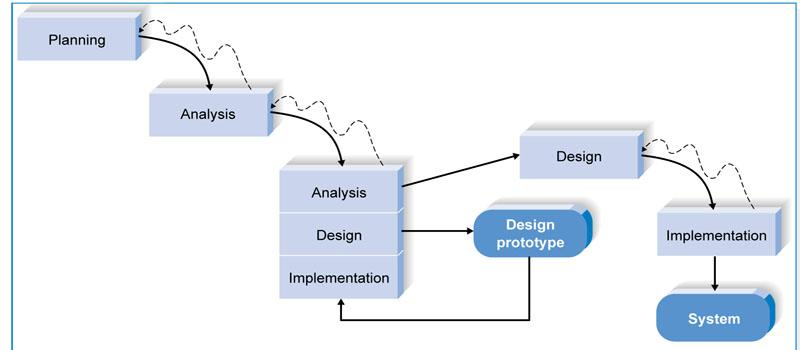 Planning
Analysis
Analysis
Design
Implementation
Design
prototype
Design
Implementation
System